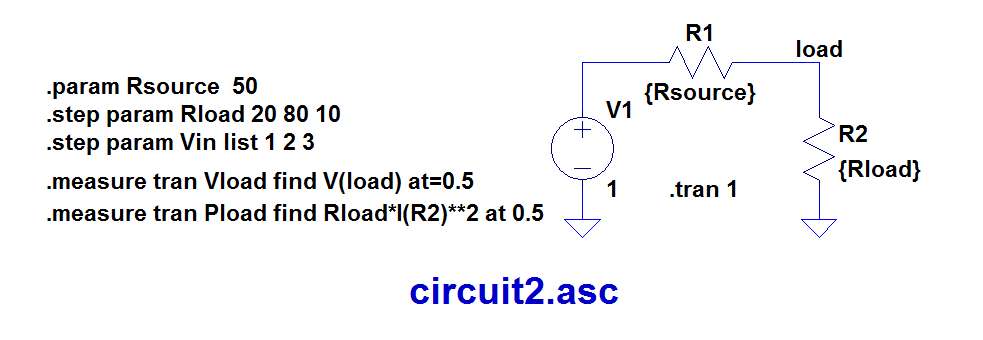 .param Rsource 50
.step param Rload 20 80 10
.step param Vin list 1 2 3
.measure tran Vload find V(load) at=0.5
.measure tran Pload find Rload*I(R2)**2 at 0.5
R1
{Rsource}
load
V1
1
R2
{Rload}
.tran 1
circuit2.asc